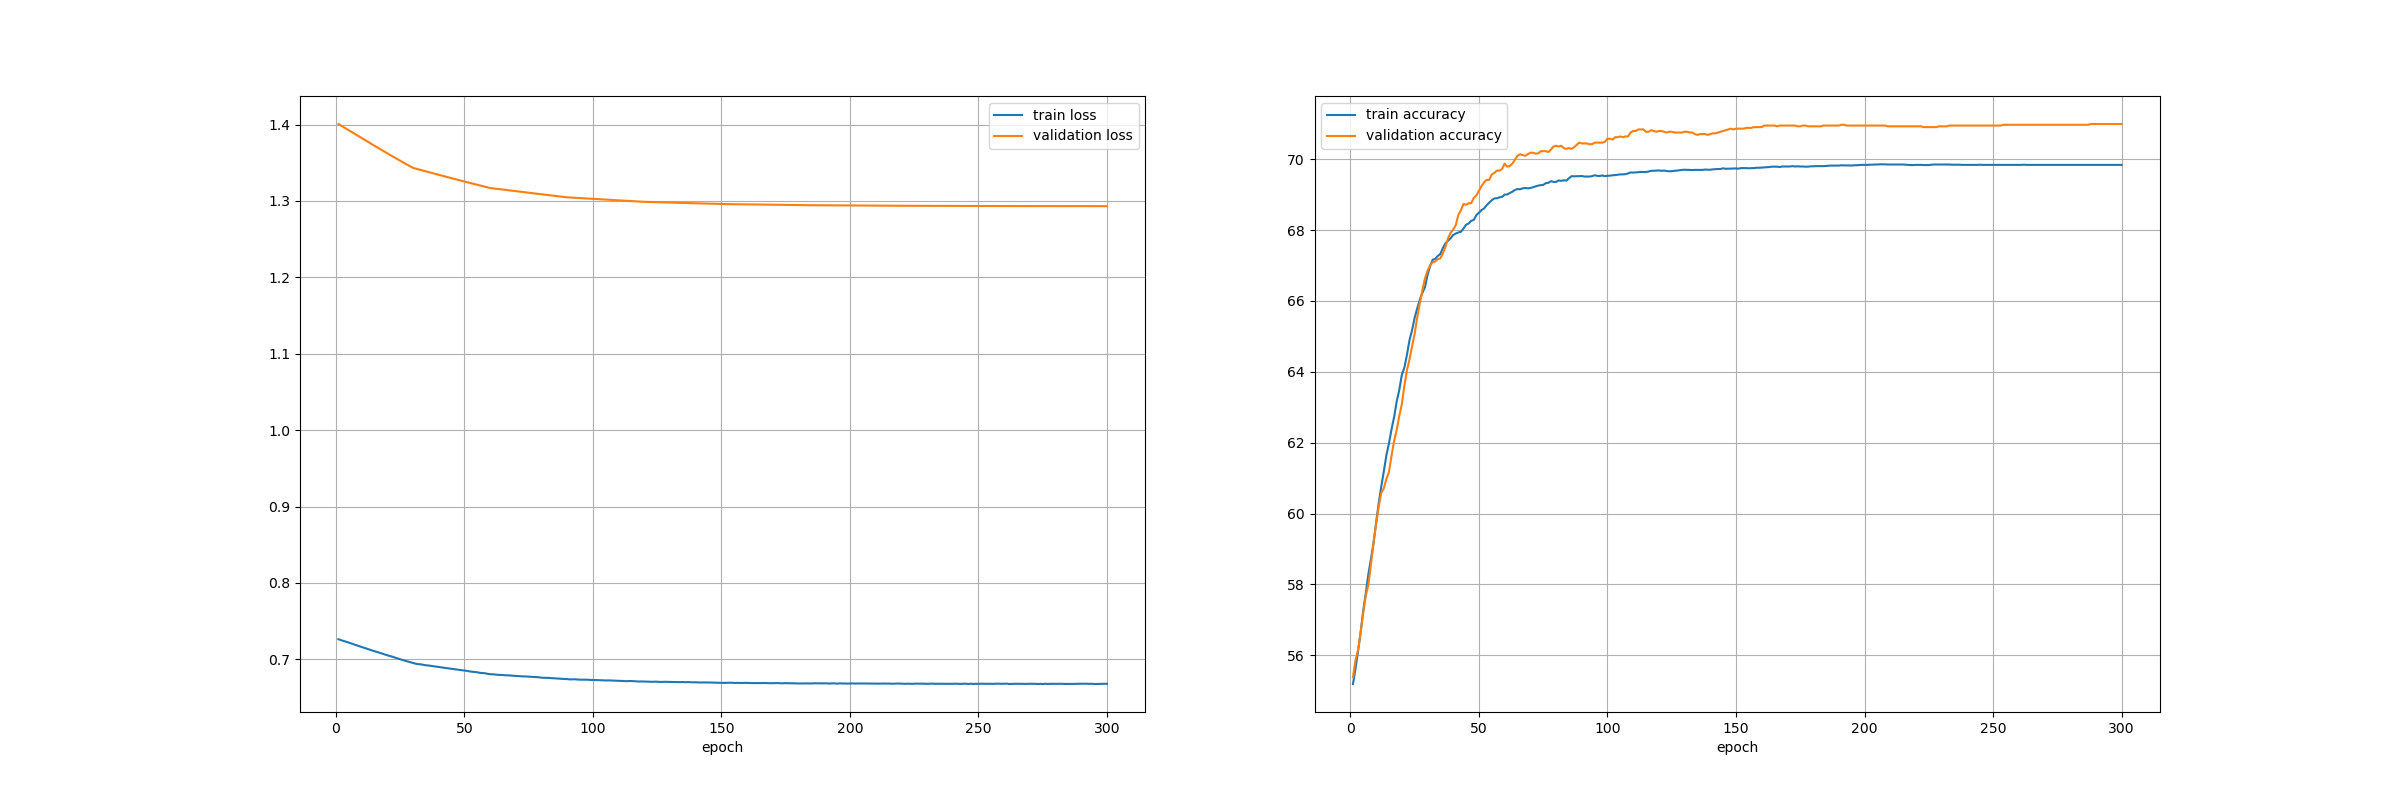 train loss
validation loss
1.4
1.3
1.2
1.1
1.0
0.9
0.8
0.7
0 50 100 150 200 250 300
epoch
train accuracy
validation accuracy
70
68
66
64
62
60
58
56
0 50 100 150 200 250 300
epoch